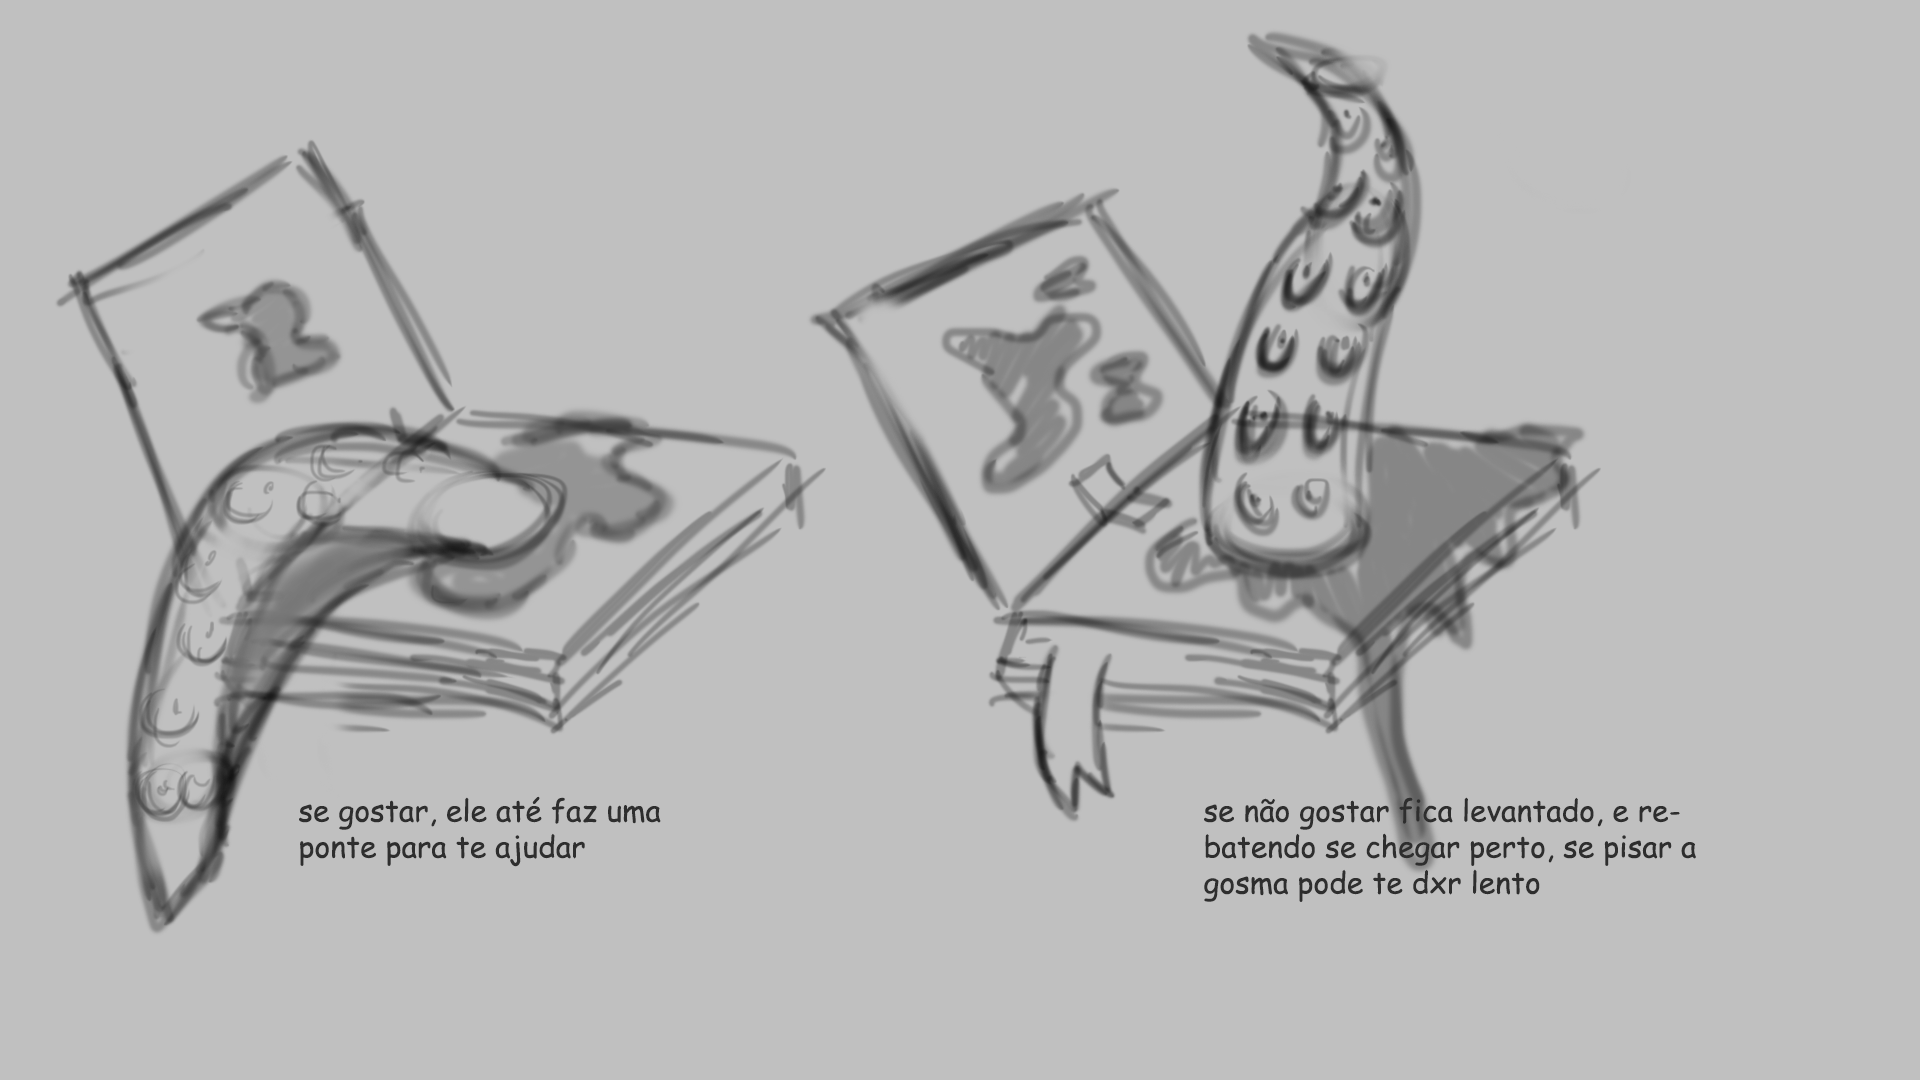 se gostar, ele até faz uma
ponte para te ajudar
se não gostar fica levantado, e re-
batendo se chegar perto, se pisar a
gosma pode te dxr lento